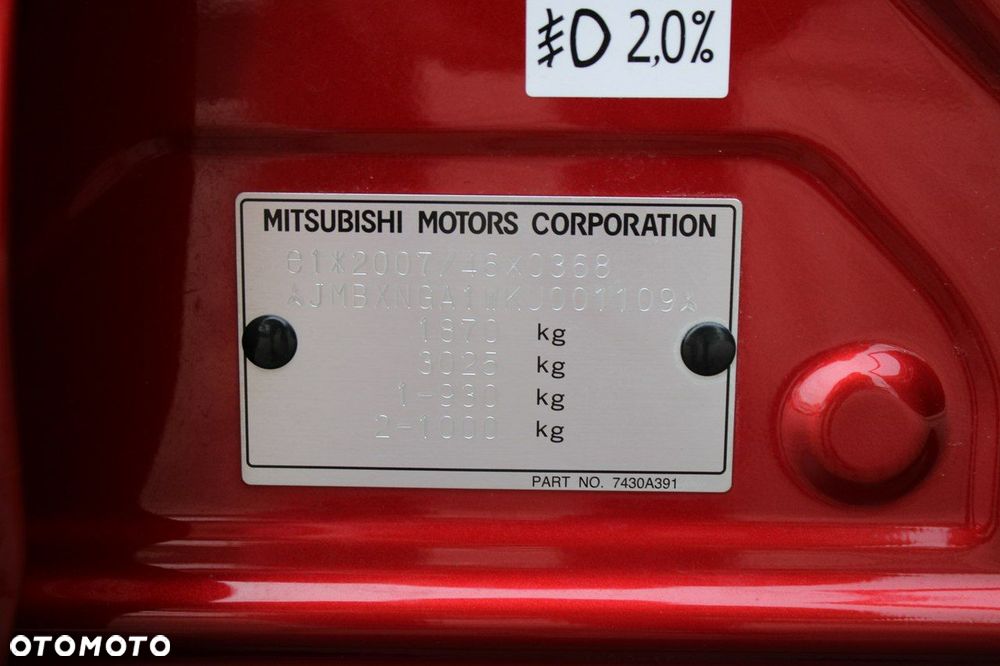 2,0%
MITSUBISHI MOTORS CORPORATION
e1*2007/46*0368
*JMBXNGA1WKJ001109*
1870 kg
3025 kg
1-930 kg
2-1000 kg
PART NO. 7430A391
OTOMOTO